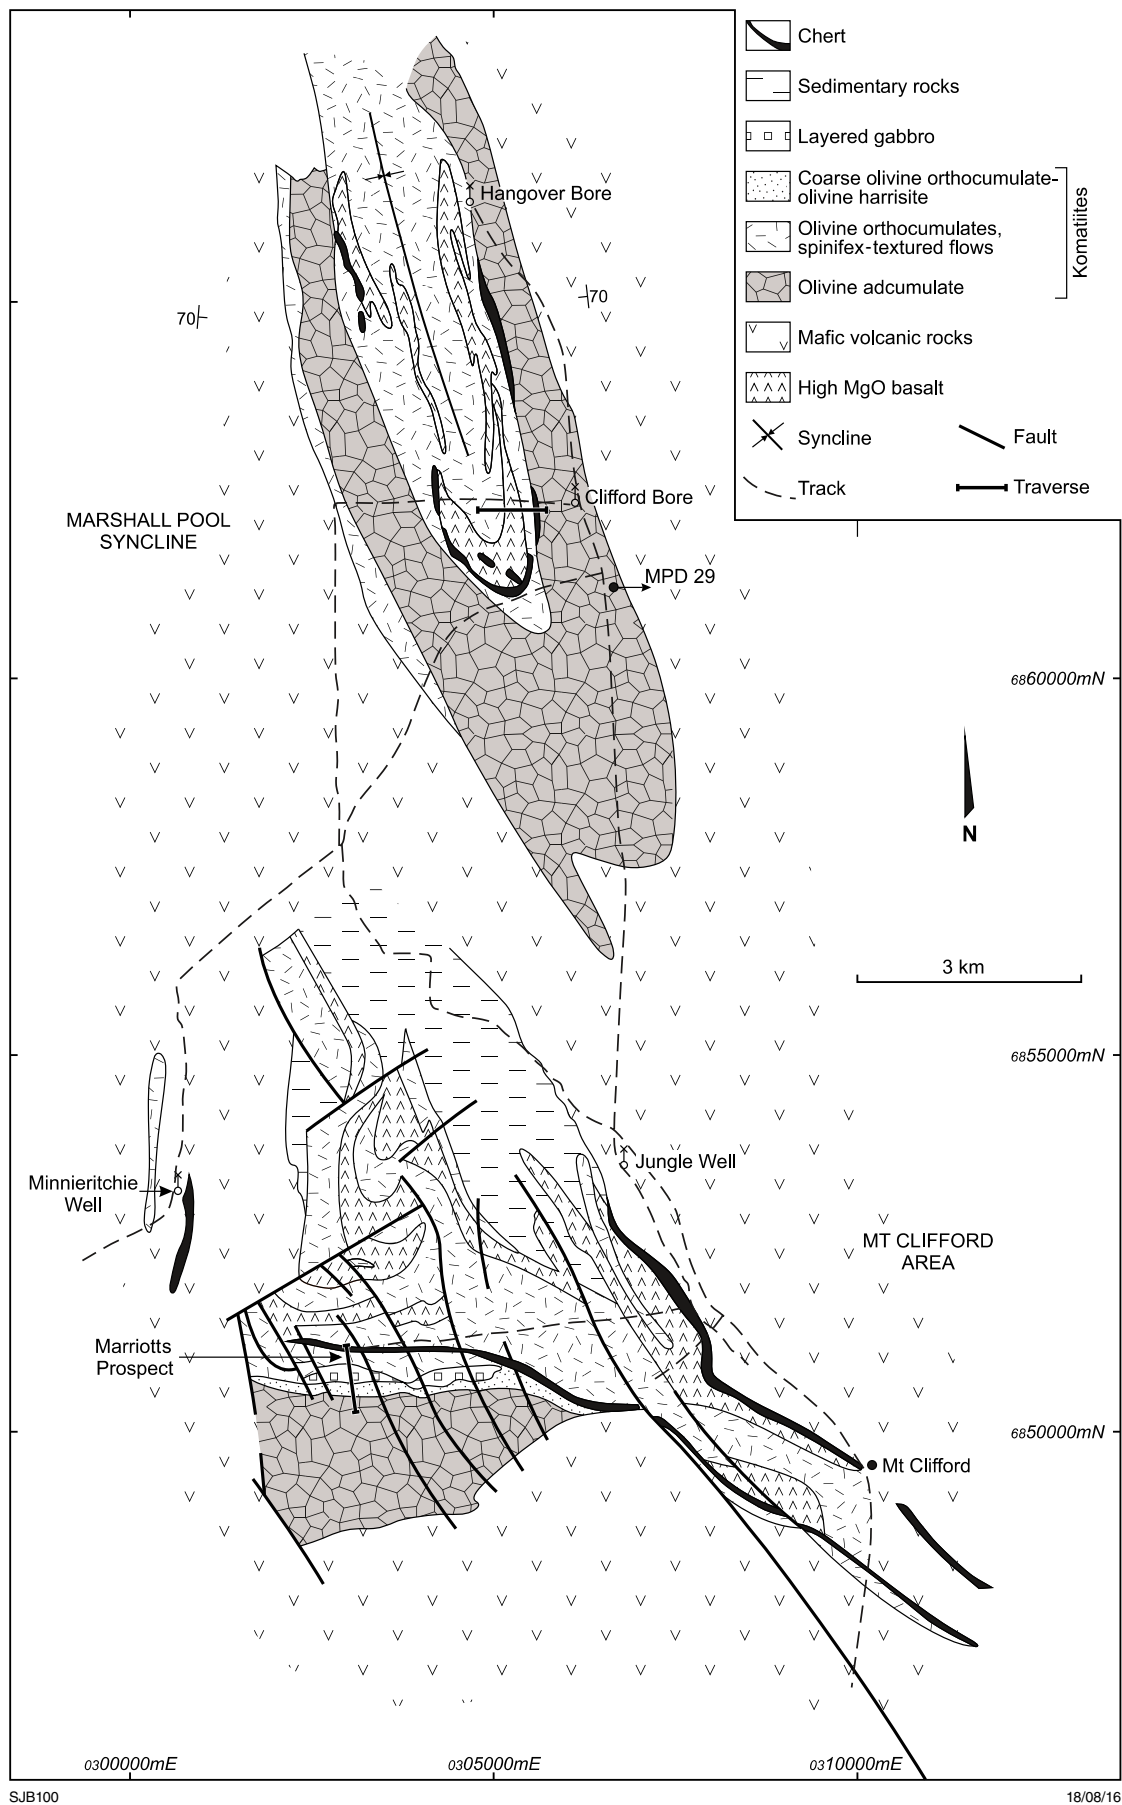 Chert
Sedimentary rocks
Layered gabbro
Coarse olivine orthocumulate-
olivine harrisite
Olivine orthocumulates,
spinifex-textured flows
Olivine adcumulate
Komatiites
Mafic volcanic rocks
High MgO basalt
Syncline
Fault
Track
Traverse
Hangover Bore
70
70
Clifford Bore
MARSHALL POOL
SYNCLINE
MPD 29
6860000mN
N
3 km
6855000mN
Jungle Well
Minnieritchie
Well
MT CLIFFORD
AREA
Marriotts
Prospect
6850000mN
Mt Clifford
0300000mE
0305000mE
0310000mE
SJB100
18/08/16